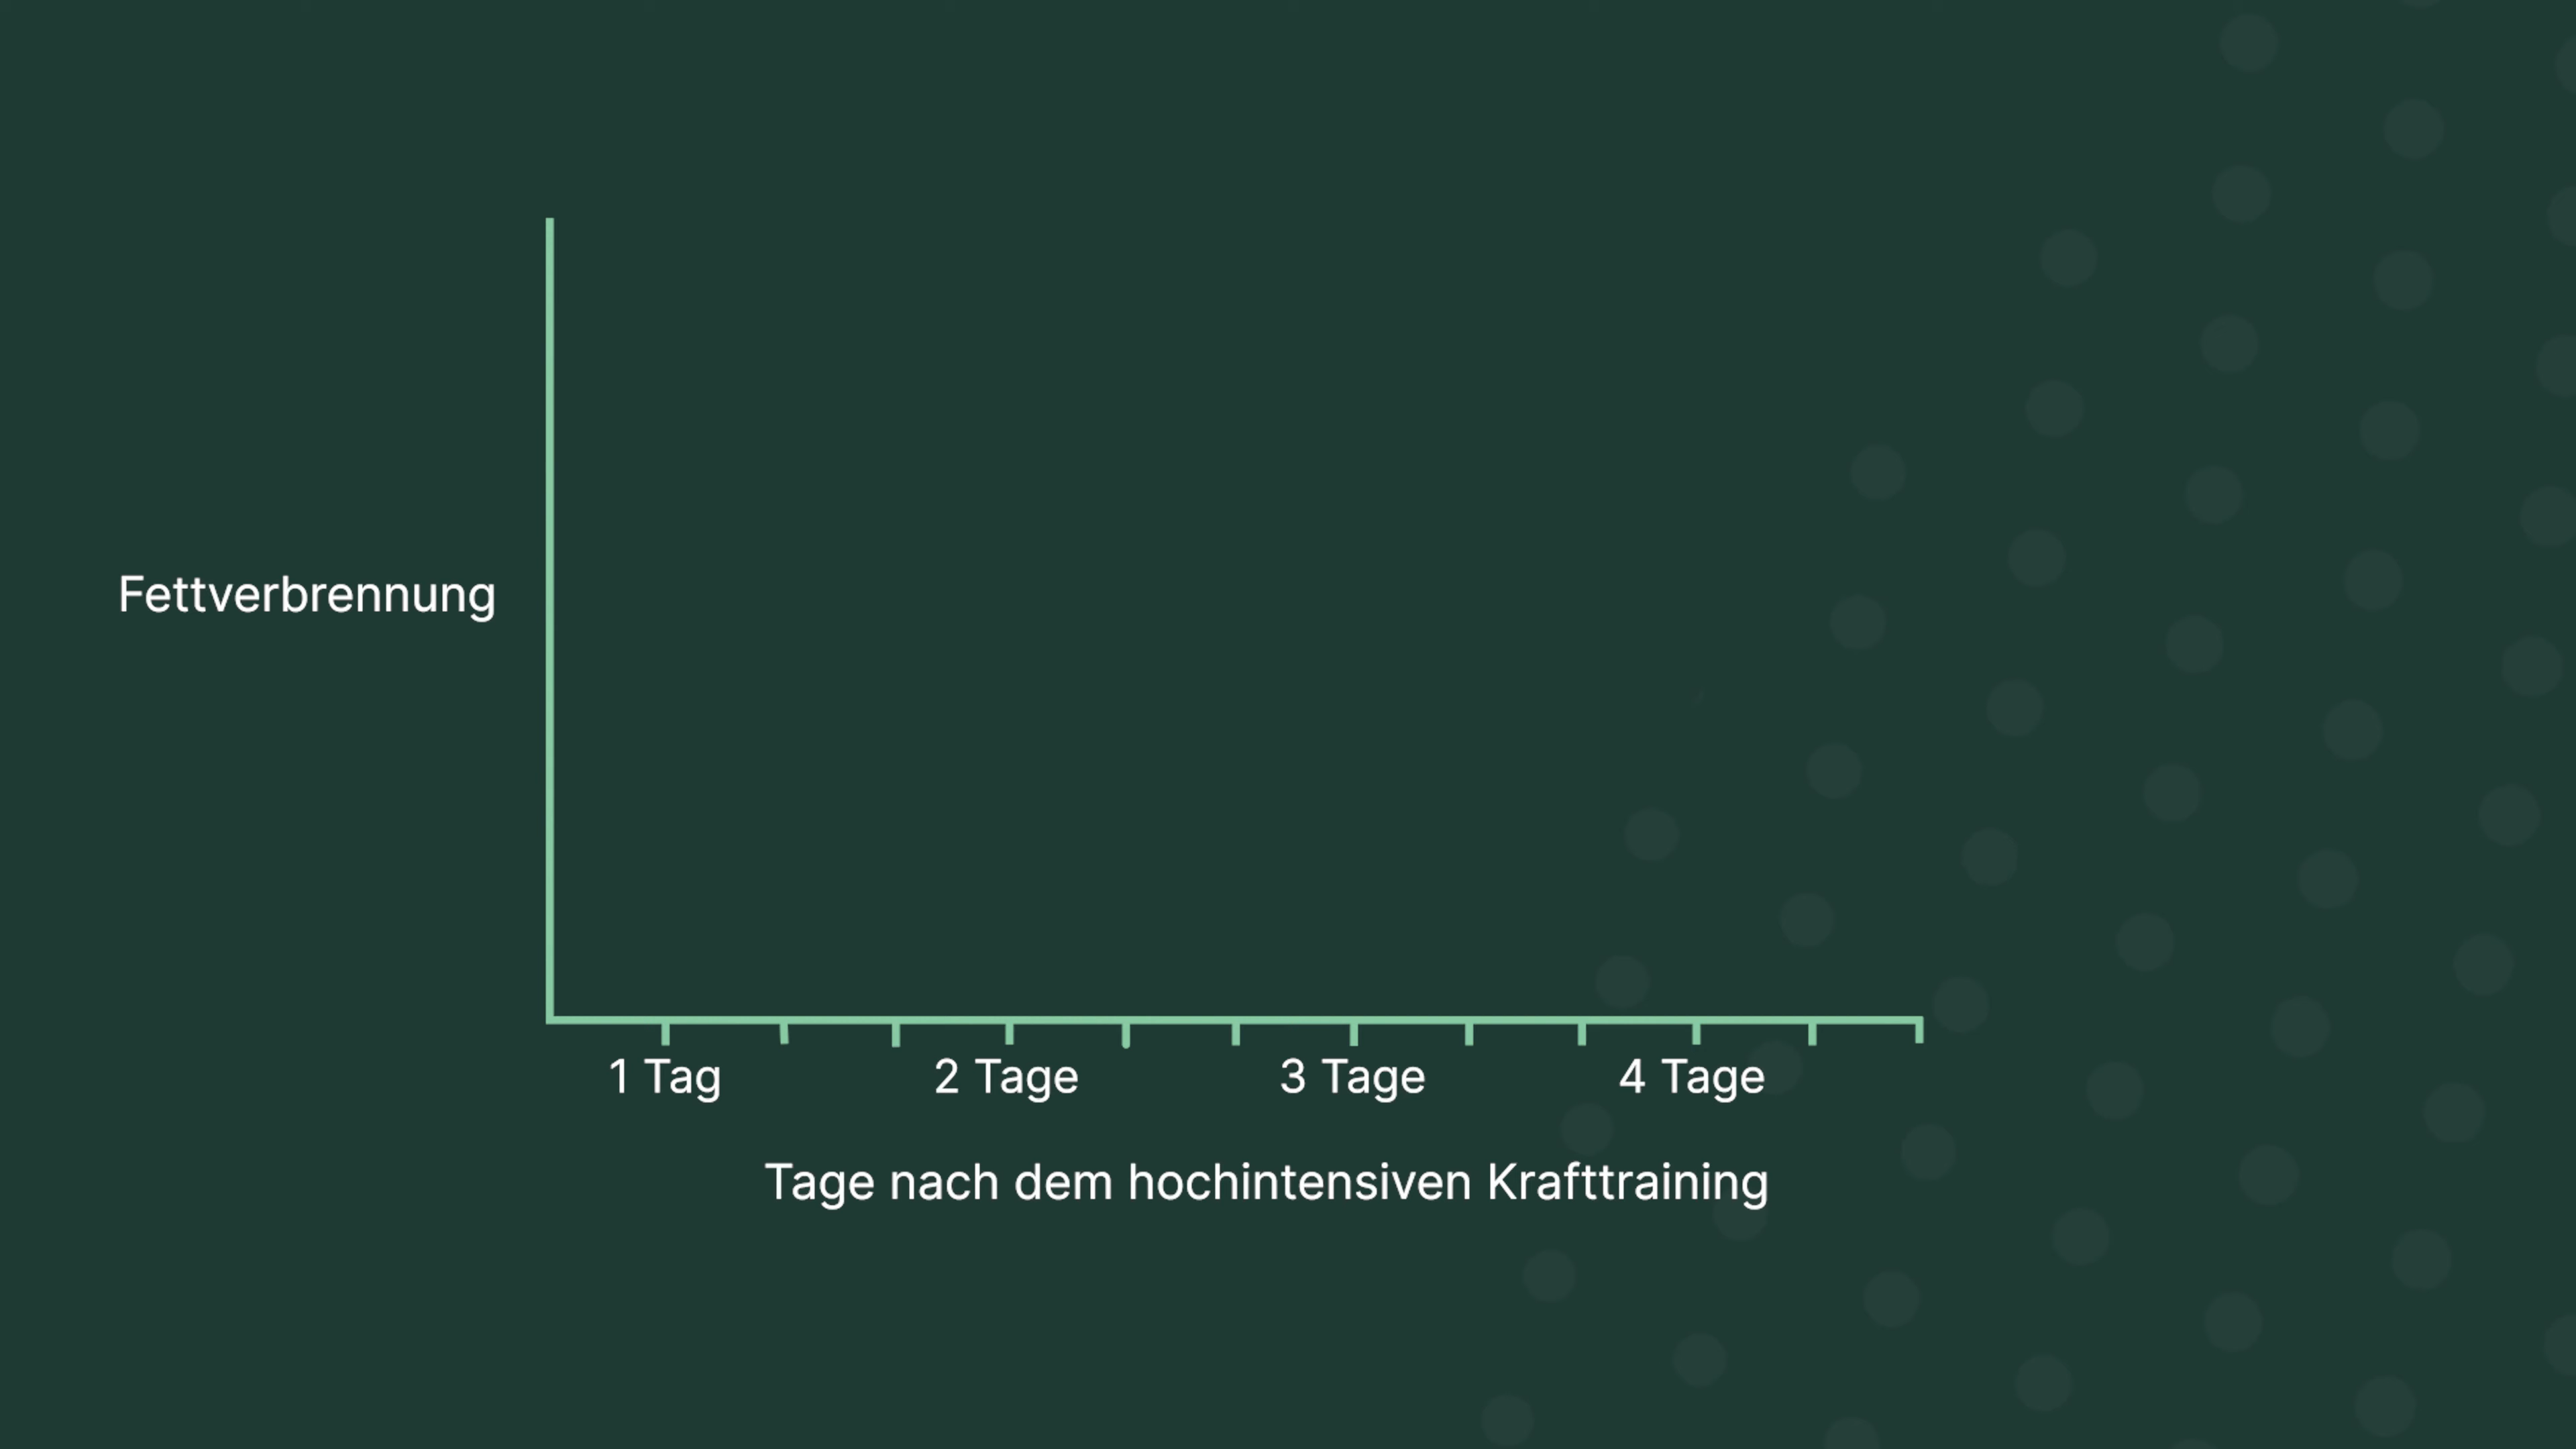 Fettverbrennung
1 Tag 2 Tage 3 Tage 4 Tage
Tage nach dem hochintensiven Krafttraining